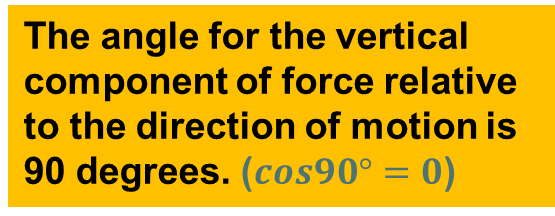 The angle for the vertical
component of force relative
to the direction of motion is
90 degrees. (cos90° = 0)